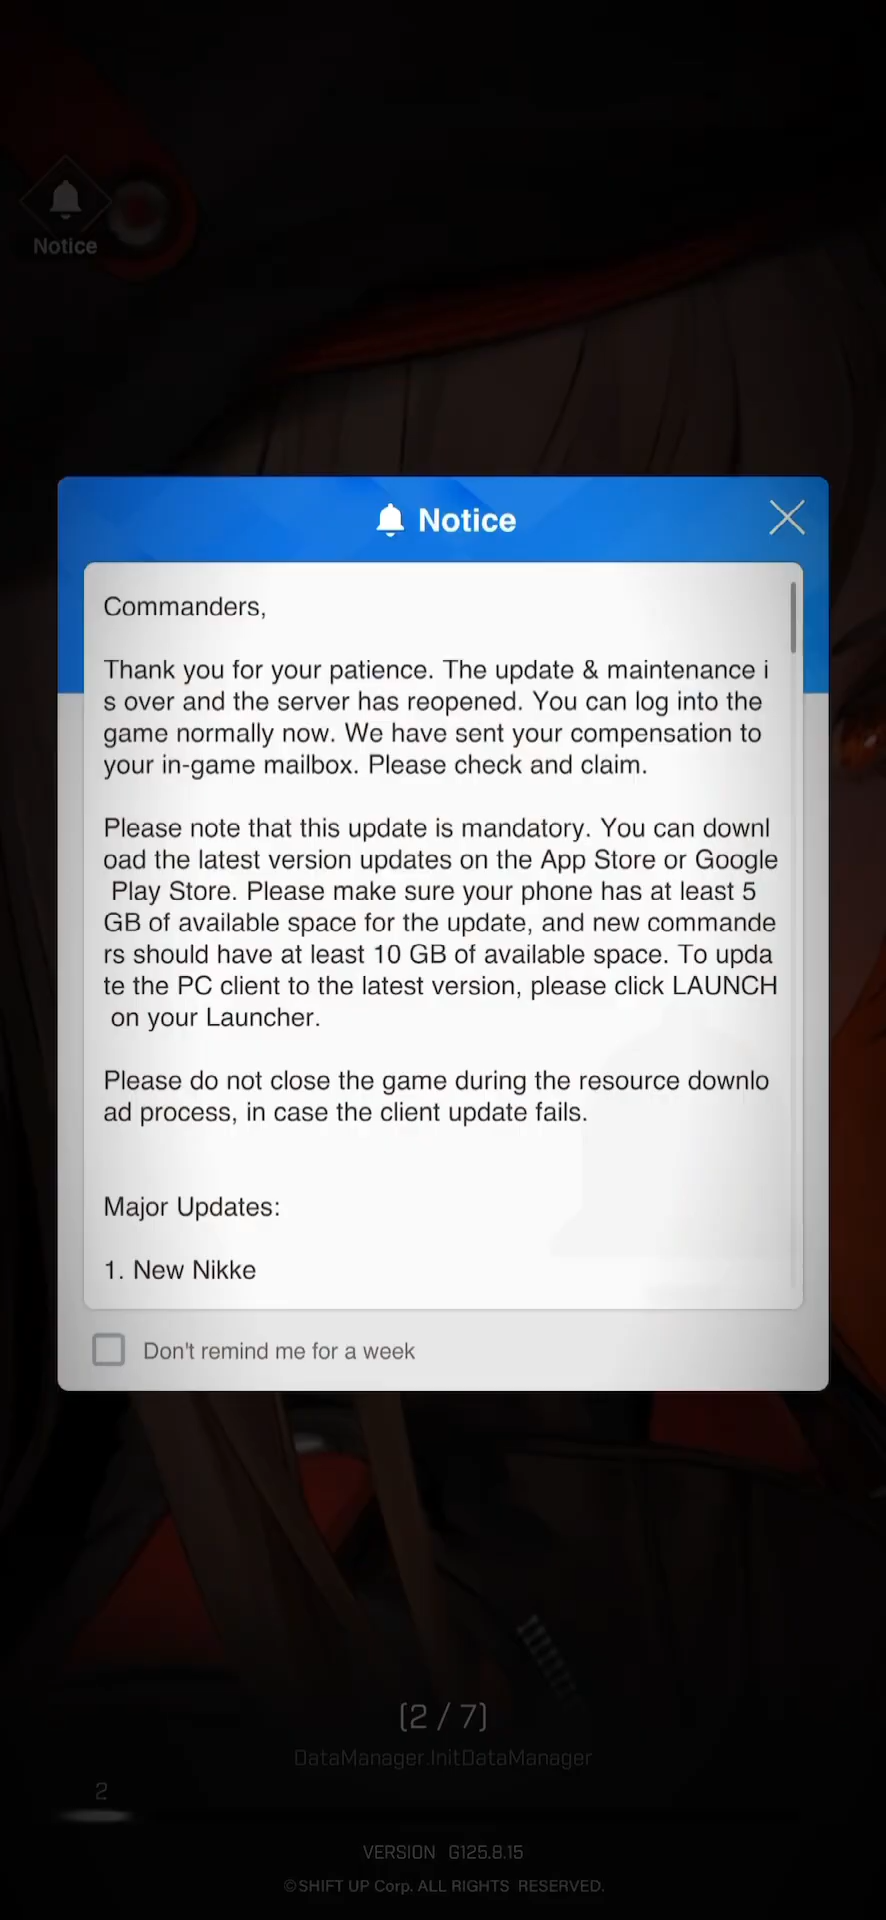 Notice
Notice
Commanders,
Thank you for your patience. The update & maintenance i
s over and the server has reopened. You can log into the
game normally now. We have sent your compensation to
your in-game mailbox. Please check and claim.
Please note that this update is mandatory. You can downl
oad the latest version updates on the App Store or Google
Play Store. Please make sure your phone has at least 5
GB of available space for the update, and new commande
rs should have at least 10 GB of available space. To upda
te the PC client to the latest version, please click LAUNCH
on your Launcher.
Please do not close the game during the resource downlo
ad process, in case the client update fails.
Major Updates:
1. New Nikke
Don't remind me for a week
(2 / 7)
DataManager.InitDataManager
2
VERSION G125.8.15
©SHIFT UP Corp. ALL RIGHTS RESERVED.